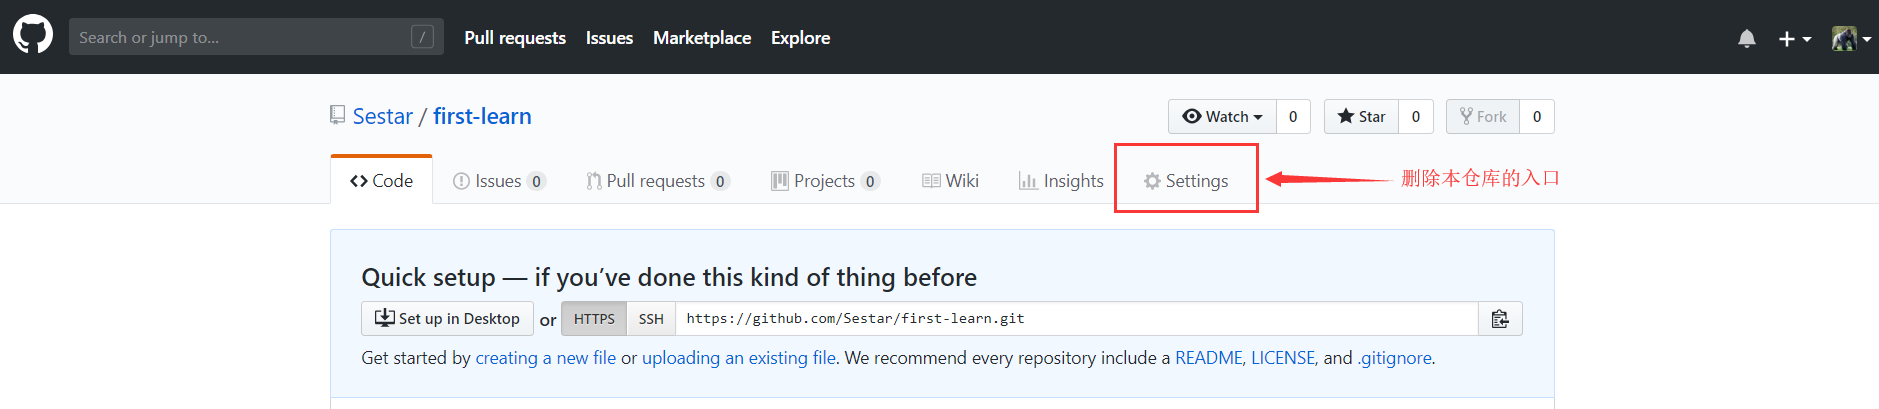 Search or jump to... / Pull requests Issues Marketplace Explore
Sestar / first-learn Watch 0 Star 0 Fork 0
Code Issues 0 Pull requests 0 Projects 0 Wiki Insights Settings 删除本仓库的入口
Quick setup — if you’ve done this kind of thing before
Set up in Desktop or HTTPS SSH https://github.com/Sestar/first-learn.git
Get started by creating a new file or uploading an existing file. We recommend every repository include a README, LICENSE, and .gitignore.